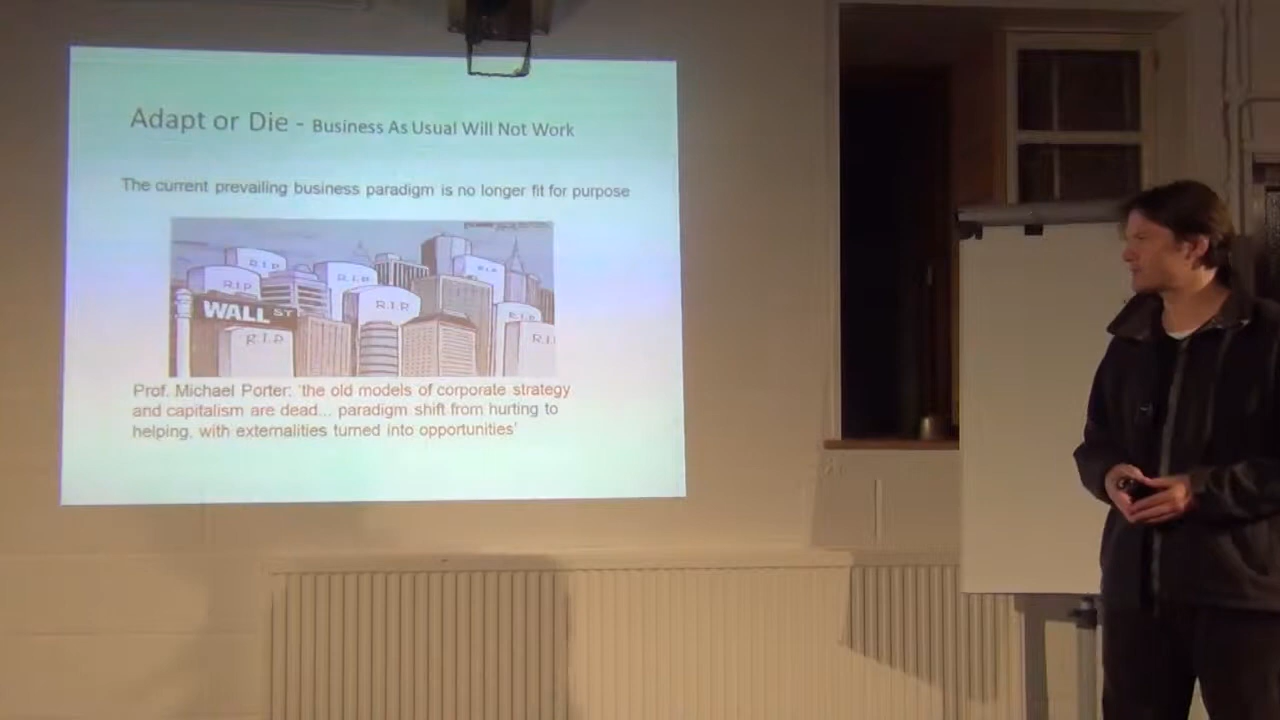 Adapt or Die - Business As Usual Will Not Work
The current prevailing business paradigm is no longer fit for purpose
R.I.P
R.I.P
R.I.P
R.I.P
R.I.P
WALL ST
R.I.P
R.I.P
R.I
Prof. Michael Porter: 'the old models of corporate strategy
and capitalism are dead... paradigm shift from hurting to
helping, with externalities turned into opportunities'